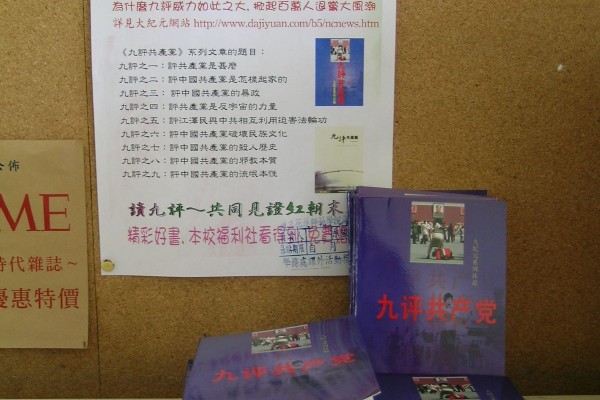 為什麼九評威力如此之大，掀起百萬人退黨大風潮
詳見大紀元網站 http://www.dajiyuan.com/b5/ncnews.htm
《九評共產黨》系列文章的題目：
九評之一：評共產黨是甚麼
九評之二：評中國共產黨是怎樣起家的
九評之三： 評中國共產黨的暴政
九評之四：評共產黨是反宇宙的力量
九評之五：評江澤民與中共相互利用迫害法輪功
九評之六：評中國共產黨破壞民族文化
九評之七：評中國共產黨的殺人歷史
九評之八：評中國共產黨的邪教本質
九評之九：評中國共產黨的流氓本性
讀九評～共同見證紅朝末
精彩好書，本校福利社看得到
佈
ME
時代雜誌～
優惠特價
九评共产党
九评共产党